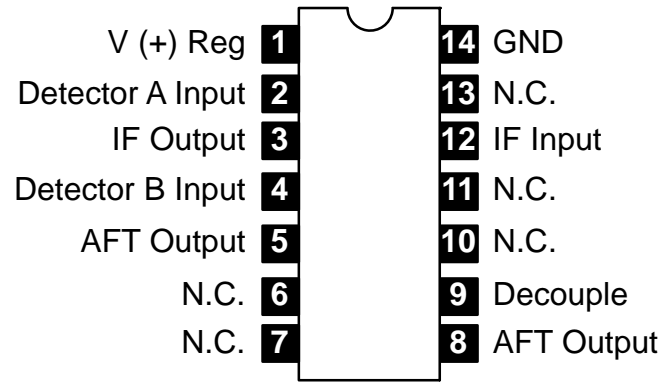 V (+) Reg 1 14 GND
Detector A Input 2 13 N.C.
IF Output 3 12 IF Input
Detector B Input 4 11 N.C.
AFT Output 5 10 N.C.
N.C. 6 9 Decouple
N.C. 7 8 AFT Output